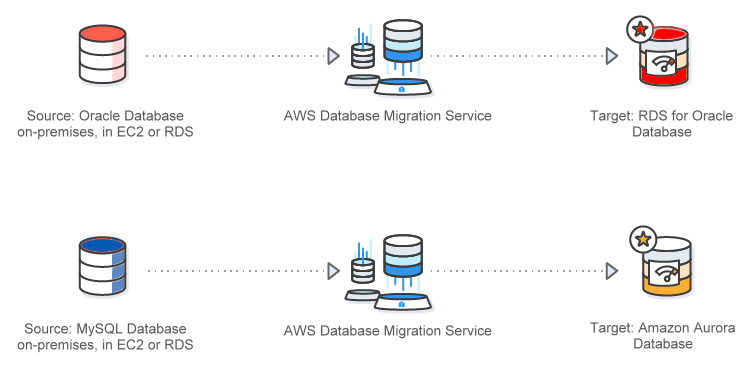 Source: Oracle Database
on-premises, in EC2 or RDS
AWS Database Migration Service
Target: RDS for Oracle
Database
Source: MySQL Database
on-premises, in EC2 or RDS
AWS Database Migration Service
Target: Amazon Aurora
Database